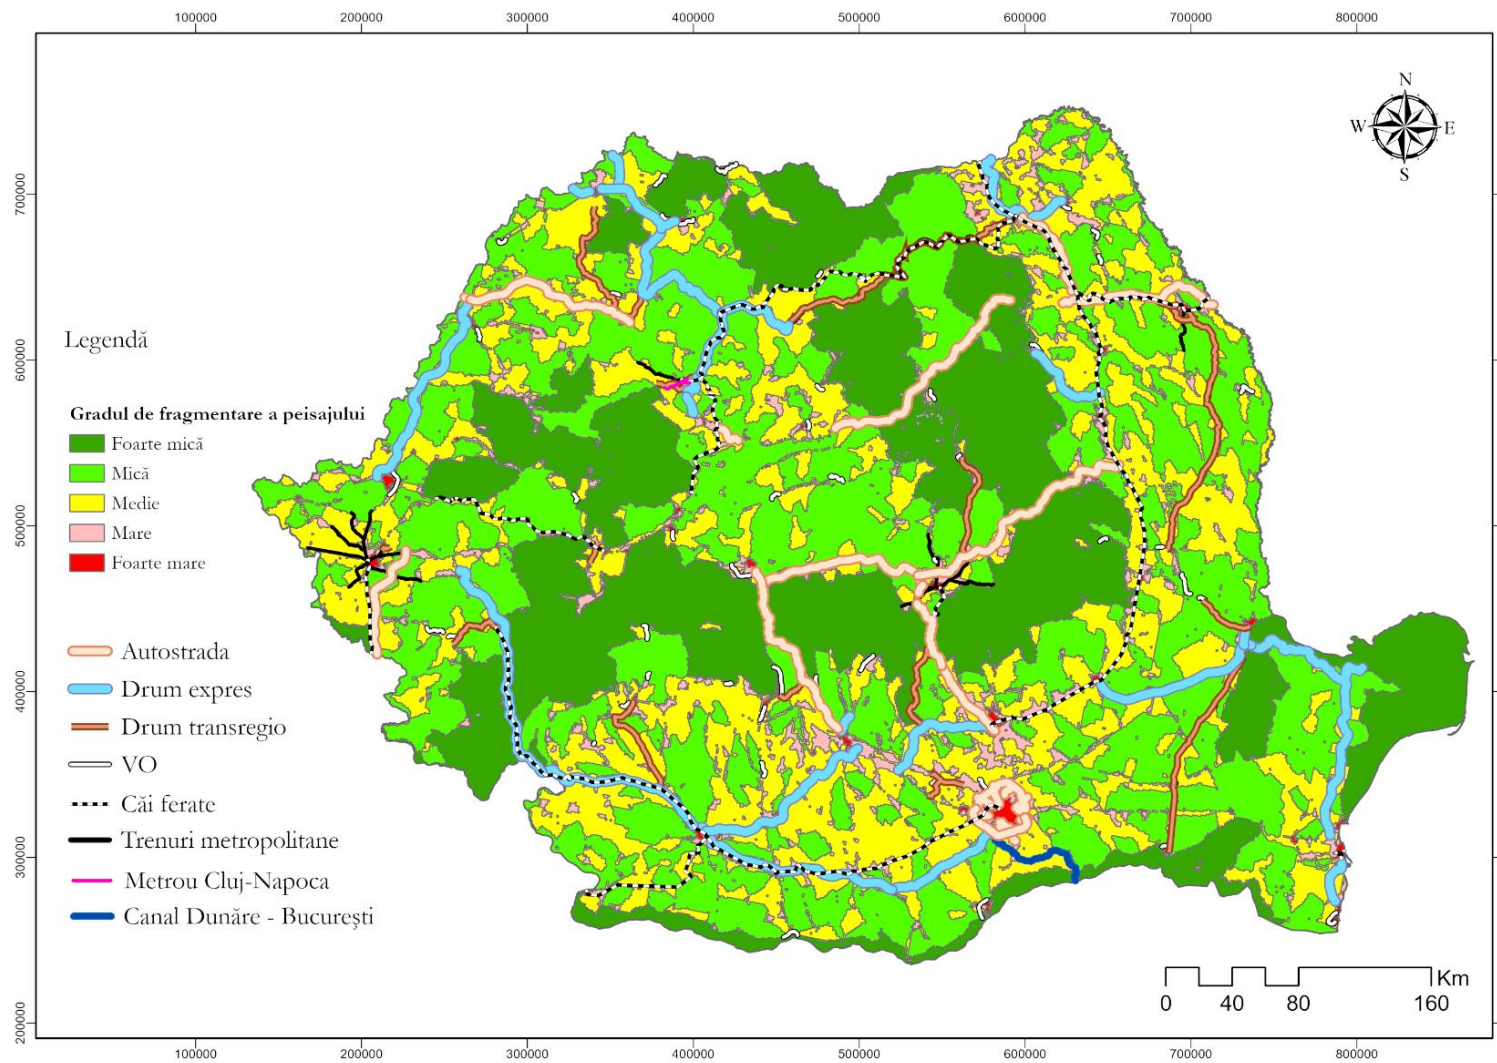 100000 200000 300000 400000 500000 600000 700000 800000
N
W E
S
700000
600000
500000
400000
300000
200000
Legendă
Gradul de fragmentare a peisajului
Foarte mică
Mică
Medie
Mare
Foarte mare
Autostrada
Drum expres
Drum transregio
VO
Căi ferate
Trenuri metropolitane
Metrou Cluj-Napoca
Canal Dunăre - Bucureşti
Km
0 40 80 160
100000 200000 300000 400000 500000 600000 700000 800000